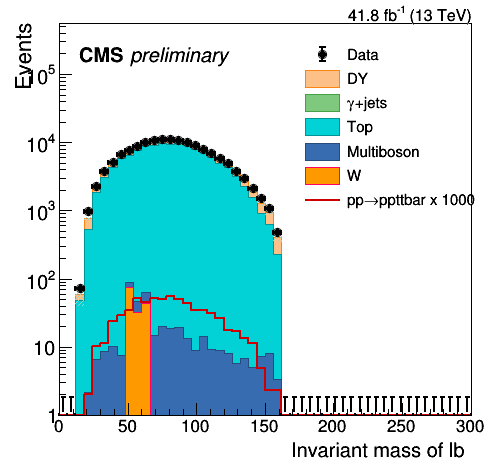 41.8 fb⁻¹ (13 TeV)
Events
CMS preliminary
Data
DY
γ+jets
Top
Multiboson
W
pp→ppttbar x 1000
10⁵
10⁴
10³
10²
10
1
0 50 100 150 200 250 300
Invariant mass of lb